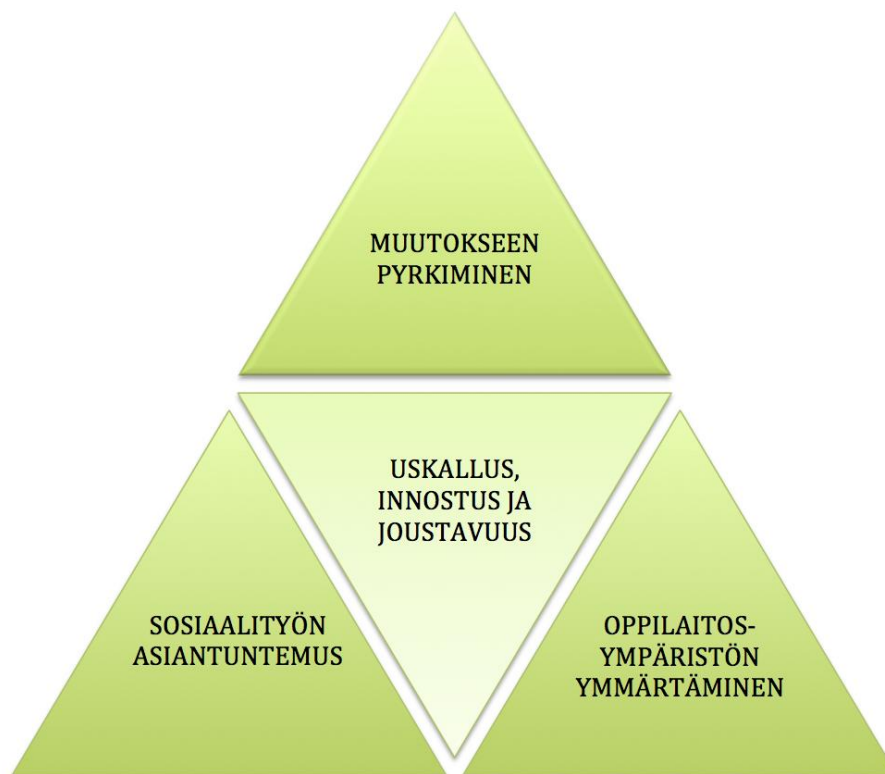 MUUTOKSEEN
PYRKIMINEN
USKALLUS,
INNOSTUS JA
JOUSTAVUUS
SOSIAALITYÖN
ASIANTUNTEMUS
OPPILAITOS-
YMPÄRISTÖN
YMMÄRTÄMINEN